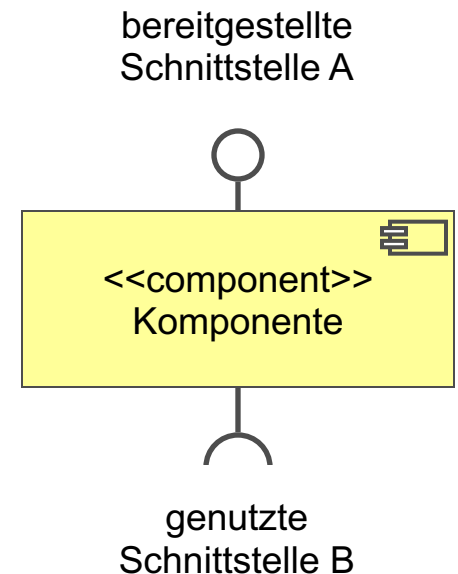 bereitgestellte
Schnittstelle A
<<component>>
Komponente
genutzte
Schnittstelle B